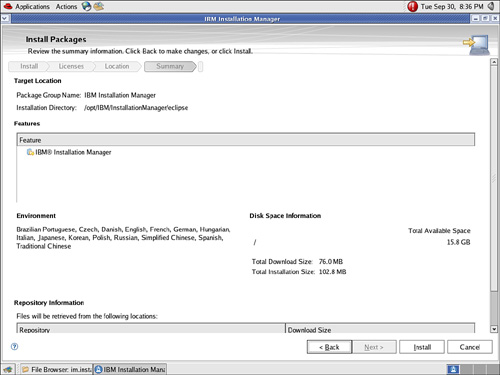 Applications Actions Tue Sep 30, 8:36 PM
IBM Installation Manager
Install Packages
Review the summary information. Click Back to make changes, or click Install.
Install Licenses Location Summary
Target Location
Package Group Name: IBM Installation Manager
Installation Directory: /opt/IBM/InstallationManager/eclipse
Features
Feature
IBM® Installation Manager
Environment
Brazilian Portuguese, Czech, Danish, English, French, German, Hungarian,
Italian, Japanese, Korean, Polish, Russian, Simplified Chinese, Spanish,
Traditional Chinese
Disk Space Information
Total Available Space
/ 15.8 GB
Total Download Size: 76.0 MB
Total Installation Size: 102.8 MB
Repository Information
Files will be retrieved from the following locations:
Repository Download Size
< Back Next > Install Cancel
File Browser: im.inst IBM Installation Mana